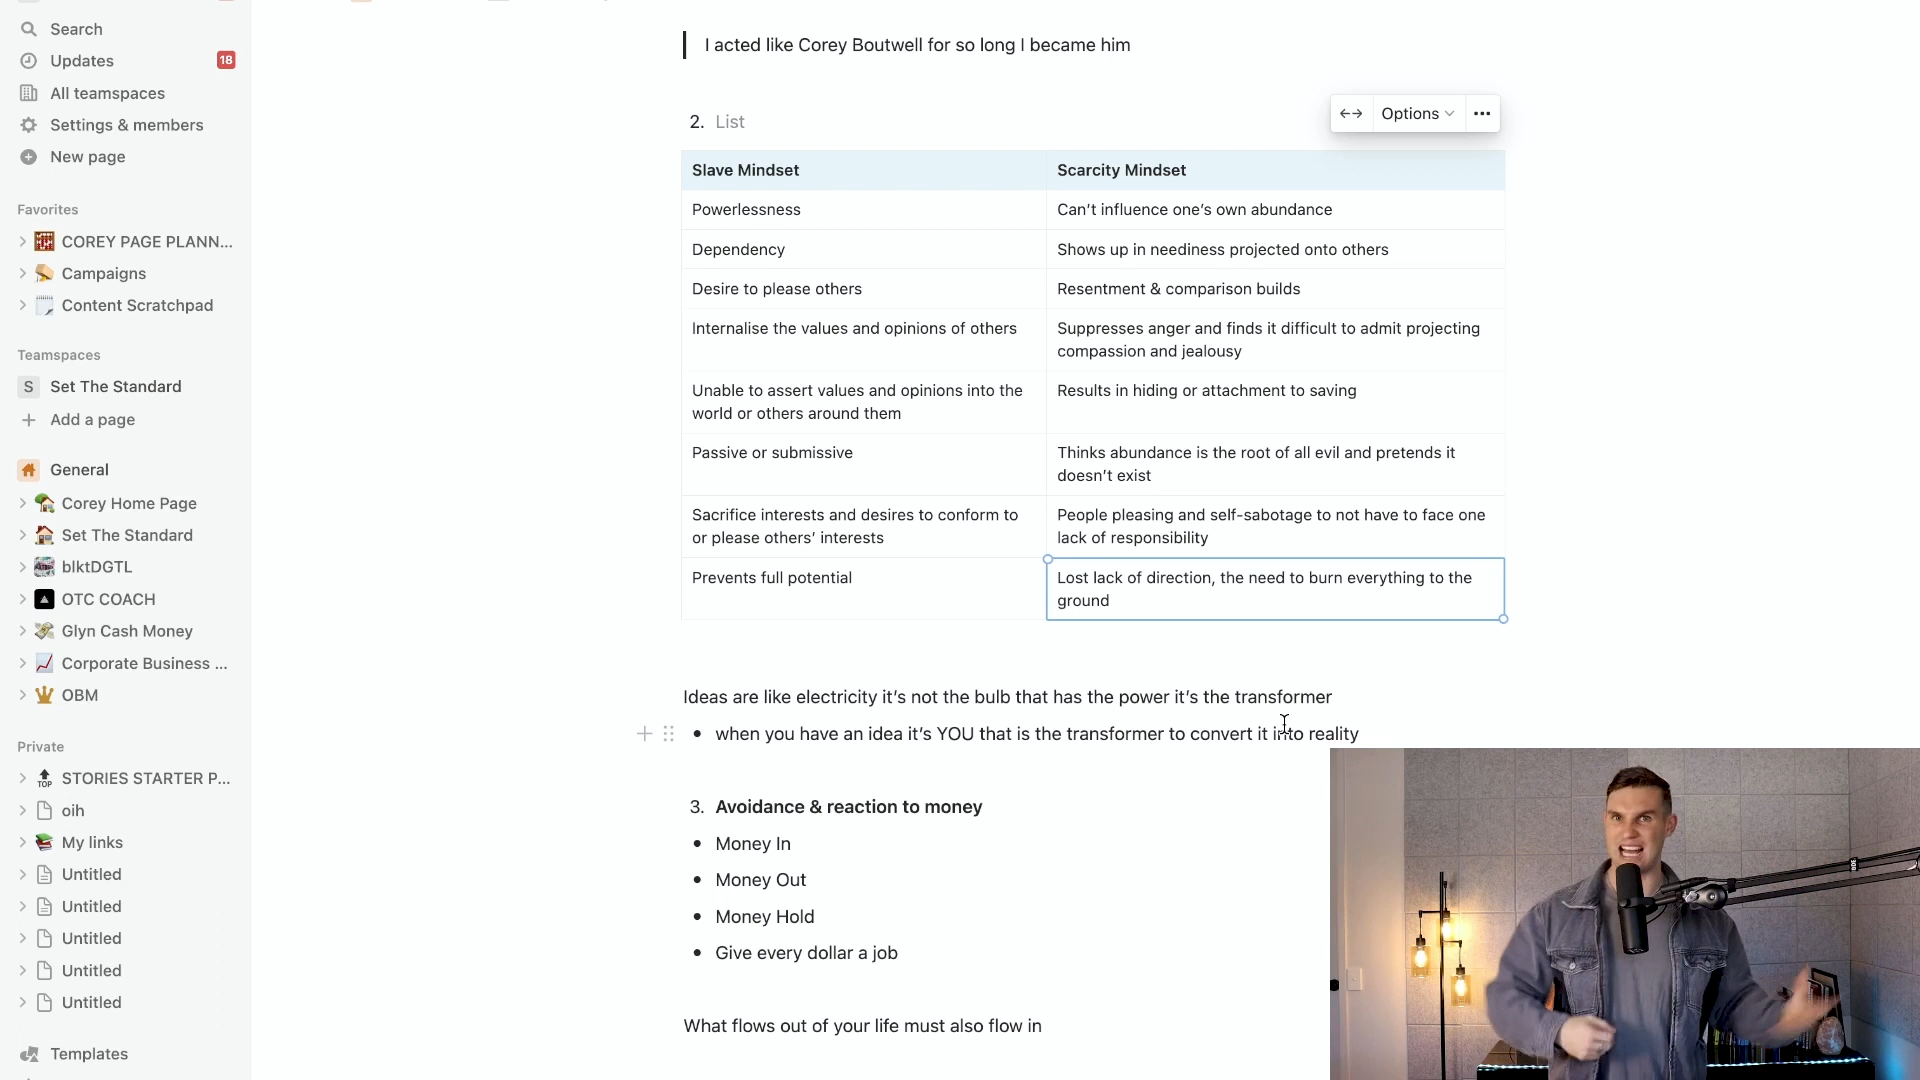 Search
Updates
18
All teamspaces
Settings & members
New page
Favorites
COREY PAGE PLANN...
Campaigns
Content Scratchpad
Teamspaces
S Set The Standard
Add a page
General
Corey Home Page
Set The Standard
blktDGTL
OTC COACH
Glyn Cash Money
Corporate Business ...
OBM
Private
TOP STORIES STARTER P...
oih
My links
Untitled
Untitled
Untitled
Untitled
Untitled
Templates
I acted like Corey Boutwell for so long I became him
2. List
Options
Slave Mindset
Scarcity Mindset
Powerlessness
Can't influence one's own abundance
Dependency
Shows up in neediness projected onto others
Desire to please others
Resentment & comparison builds
Internalise the values and opinions of others
Suppresses anger and finds it difficult to admit projecting
compassion and jealousy
Unable to assert values and opinions into the
world or others around them
Results in hiding or attachment to saving
Passive or submissive
Thinks abundance is the root of all evil and pretends it
doesn't exist
Sacrifice interests and desires to conform to
or please others' interests
People pleasing and self-sabotage to not have to face one
lack of responsibility
Prevents full potential
Lost lack of direction, the need to burn everything to the
ground
Ideas are like electricity it's not the bulb that has the power it's the transformer
• when you have an idea it's YOU that is the transformer to convert it into reality
3. Avoidance & reaction to money
• Money In
• Money Out
• Money Hold
• Give every dollar a job
What flows out of your life must also flow in